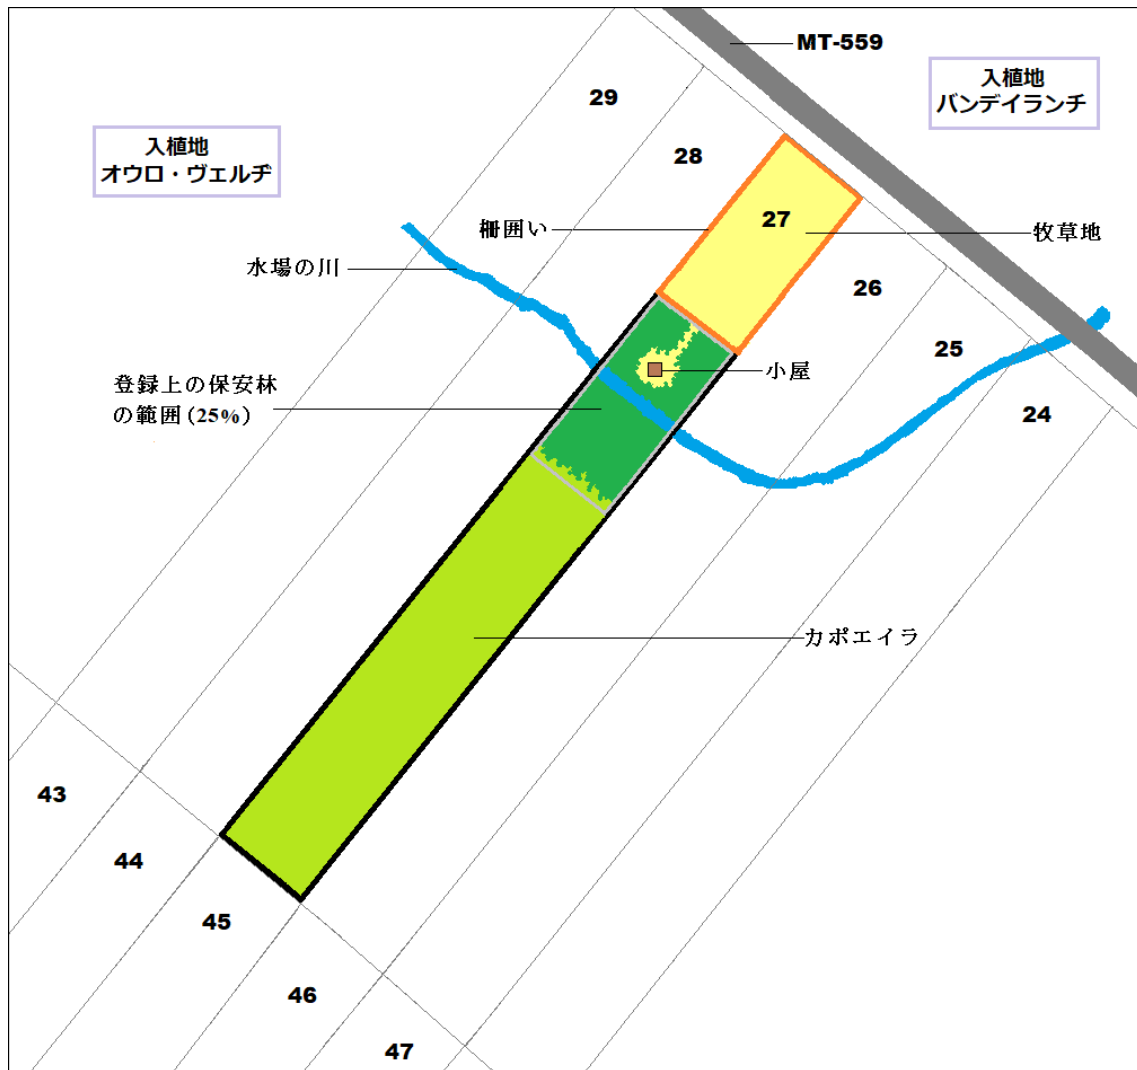 MT-559
入植地
バンデイランチ
29
入植地
オウロ・ヴェルヂ
28
27
柵囲い
牧草地
水場の川
26
25
小屋
登録上の保安林
の範囲(25%)
24
カポエイラ
43
44
45
46
47